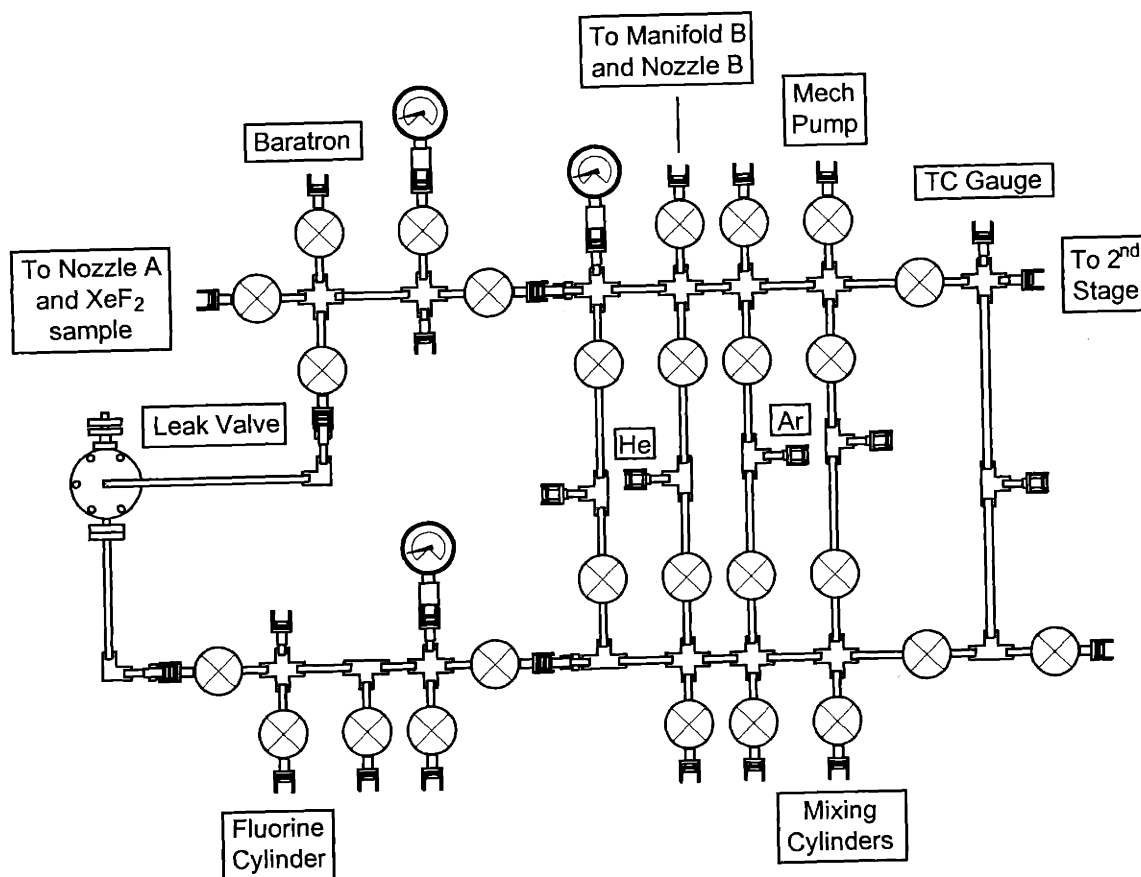 To Manifold B
and Nozzle B
Mech
Pump
Baratron
TC Gauge
To Nozzle A
and XeF₂
sample
To 2ⁿᵈ
Stage
Leak Valve
He
Ar
Fluorine
Cylinder
Mixing
Cylinders